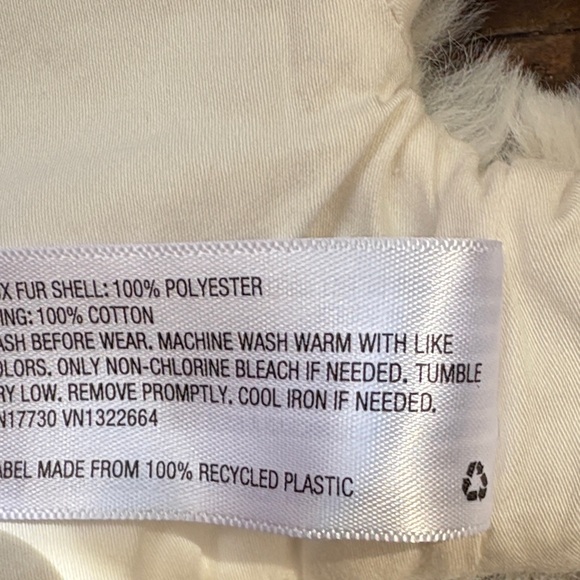 X FUR SHELL: 100% POLYESTER
ING: 100% COTTON
ASH BEFORE WEAR. MACHINE WASH WARM WITH LIKE
OLORS. ONLY NON-CHLORINE BLEACH IF NEEDED. TUMBLE
RY LOW. REMOVE PROMPTLY. COOL IRON IF NEEDED.
N17730 VN1322664
ABEL MADE FROM 100% RECYCLED PLASTIC